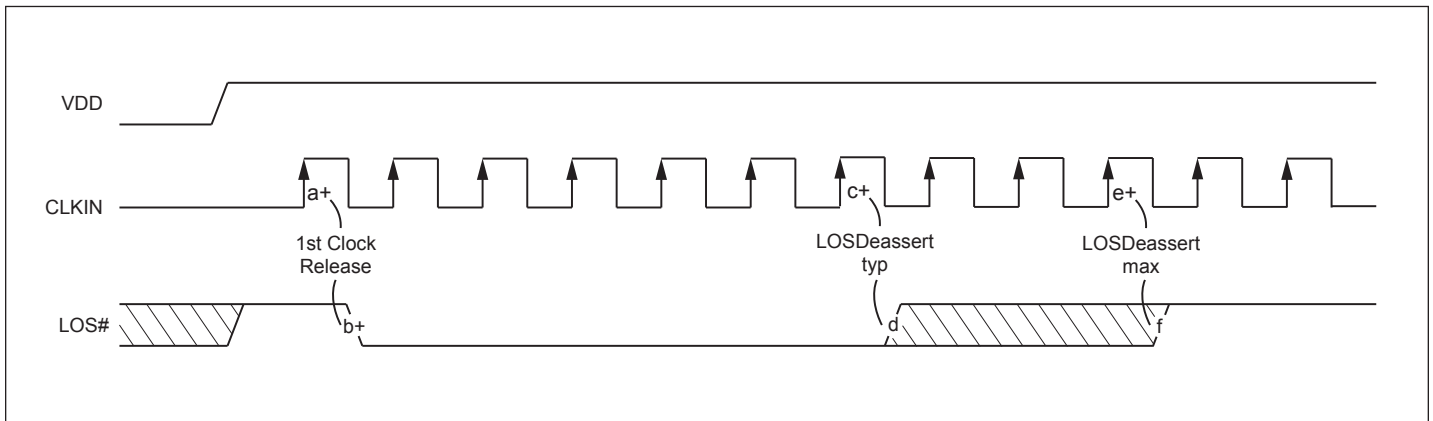 VDD
CLKIN
a+
c+
e+
1st Clock
Release
LOSDeassert
typ
LOSDeassert
max
LOS#
b+
d
f